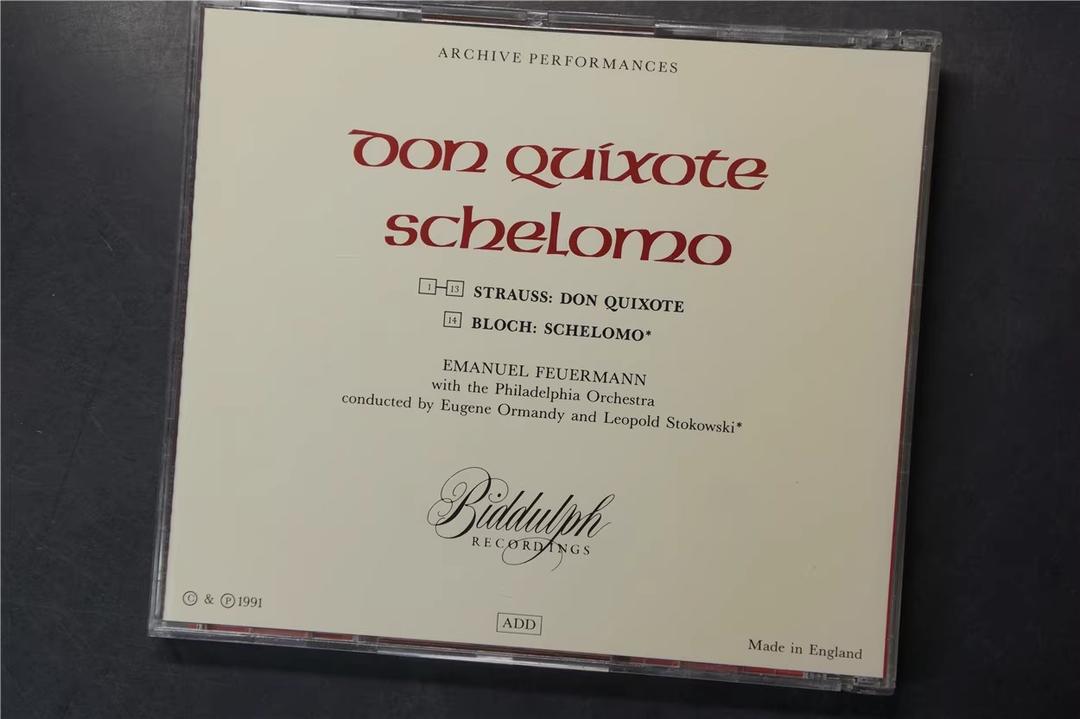 ARCHIVE PERFORMANCES
don Quíxote
schelomo
1-13 STRAUSS: DON QUIXOTE
14 BLOCH: SCHELOMO*
EMANUEL FEUERMANN
with the Philadelphia Orchestra
conducted by Eugene Ormandy and Leopold Stokowski*
Biddulph
RECORDINGS
© & ℗ 1991
ADD
Made in England